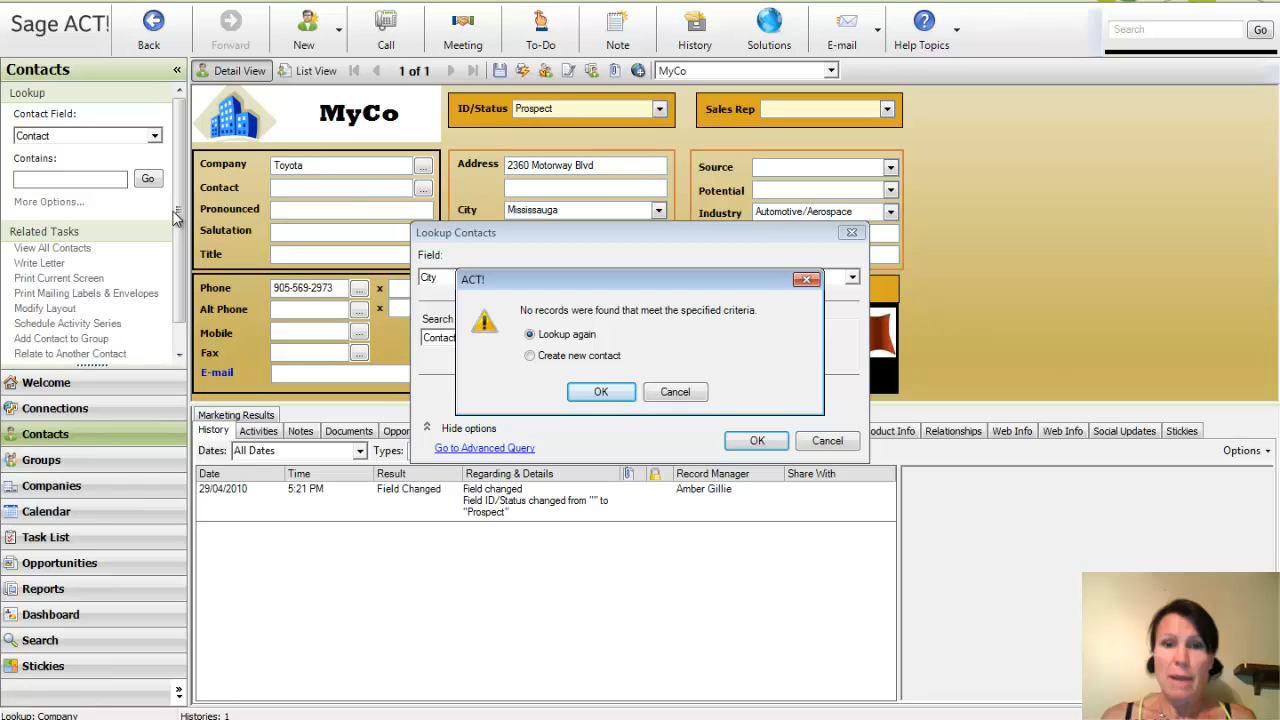 Sage ACT!
Back
Forward
New
Call
Meeting
To-Do
Note
History
Solutions
E-mail
Help Topics
Search
Go
Contacts
«
Detail View
List View
1 of 1
MyCo
Lookup
Contact Field:
Contact
Contains:
Go
More Options...
Related Tasks
View All Contacts
Write Letter
Print Current Screen
Print Mailing Labels & Envelopes
Modify Layout
Schedule Activity Series
Add Contact to Group
Relate to Another Contact
Welcome
Connections
Contacts
Groups
Companies
Calendar
Task List
Opportunities
Reports
Dashboard
Search
Stickies
»
Lookup: Company
Histories: 1
MyCo
ID/Status
Prospect
Sales Rep
Company
Toyota
...
Contact
...
Pronounced
Salutation
Title
Address
2360 Motorway Blvd
City
Mississauga
Source
Potential
Industry
Automotive/Aerospace
Phone
905-569-2973
...
x
Alt Phone
...
x
Mobile
...
Fax
...
E-mail
Lookup Contacts
Field:
City
Search
Contact
ACT!
No records were found that meet the specified criteria.
Lookup again
Create new contact
OK
Cancel
Hide options
Go to Advanced Query
OK
Cancel
Marketing Results
History
Activities
Notes
Documents
Oppor
oduct Info
Relationships
Web Info
Web Info
Social Updates
Stickies
Dates:
All Dates
Types:
Options
Date
Time
Result
Regarding & Details
Record Manager
Share With
29/04/2010
5:21 PM
Field Changed
Field changed
Field ID/Status changed from "" to
"Prospect"
Amber Gillie